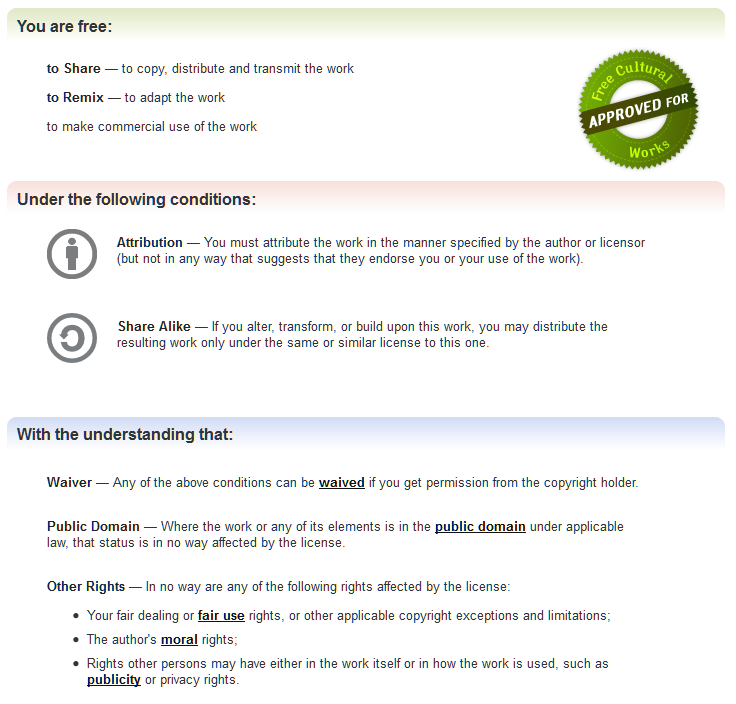 You are free:
to Share — to copy, distribute and transmit the work
to Remix — to adapt the work
to make commercial use of the work
Free Cultural
APPROVED FOR
Works
Under the following conditions:
Attribution — You must attribute the work in the manner specified by the author or licensor
(but not in any way that suggests that they endorse you or your use of the work).
Share Alike — If you alter, transform, or build upon this work, you may distribute the
resulting work only under the same or similar license to this one.
With the understanding that:
Waiver — Any of the above conditions can be waived if you get permission from the copyright holder.
Public Domain — Where the work or any of its elements is in the public domain under applicable
law, that status is in no way affected by the license.
Other Rights — In no way are any of the following rights affected by the license:
• Your fair dealing or fair use rights, or other applicable copyright exceptions and limitations;
• The author's moral rights;
• Rights other persons may have either in the work itself or in how the work is used, such as
publicity or privacy rights.